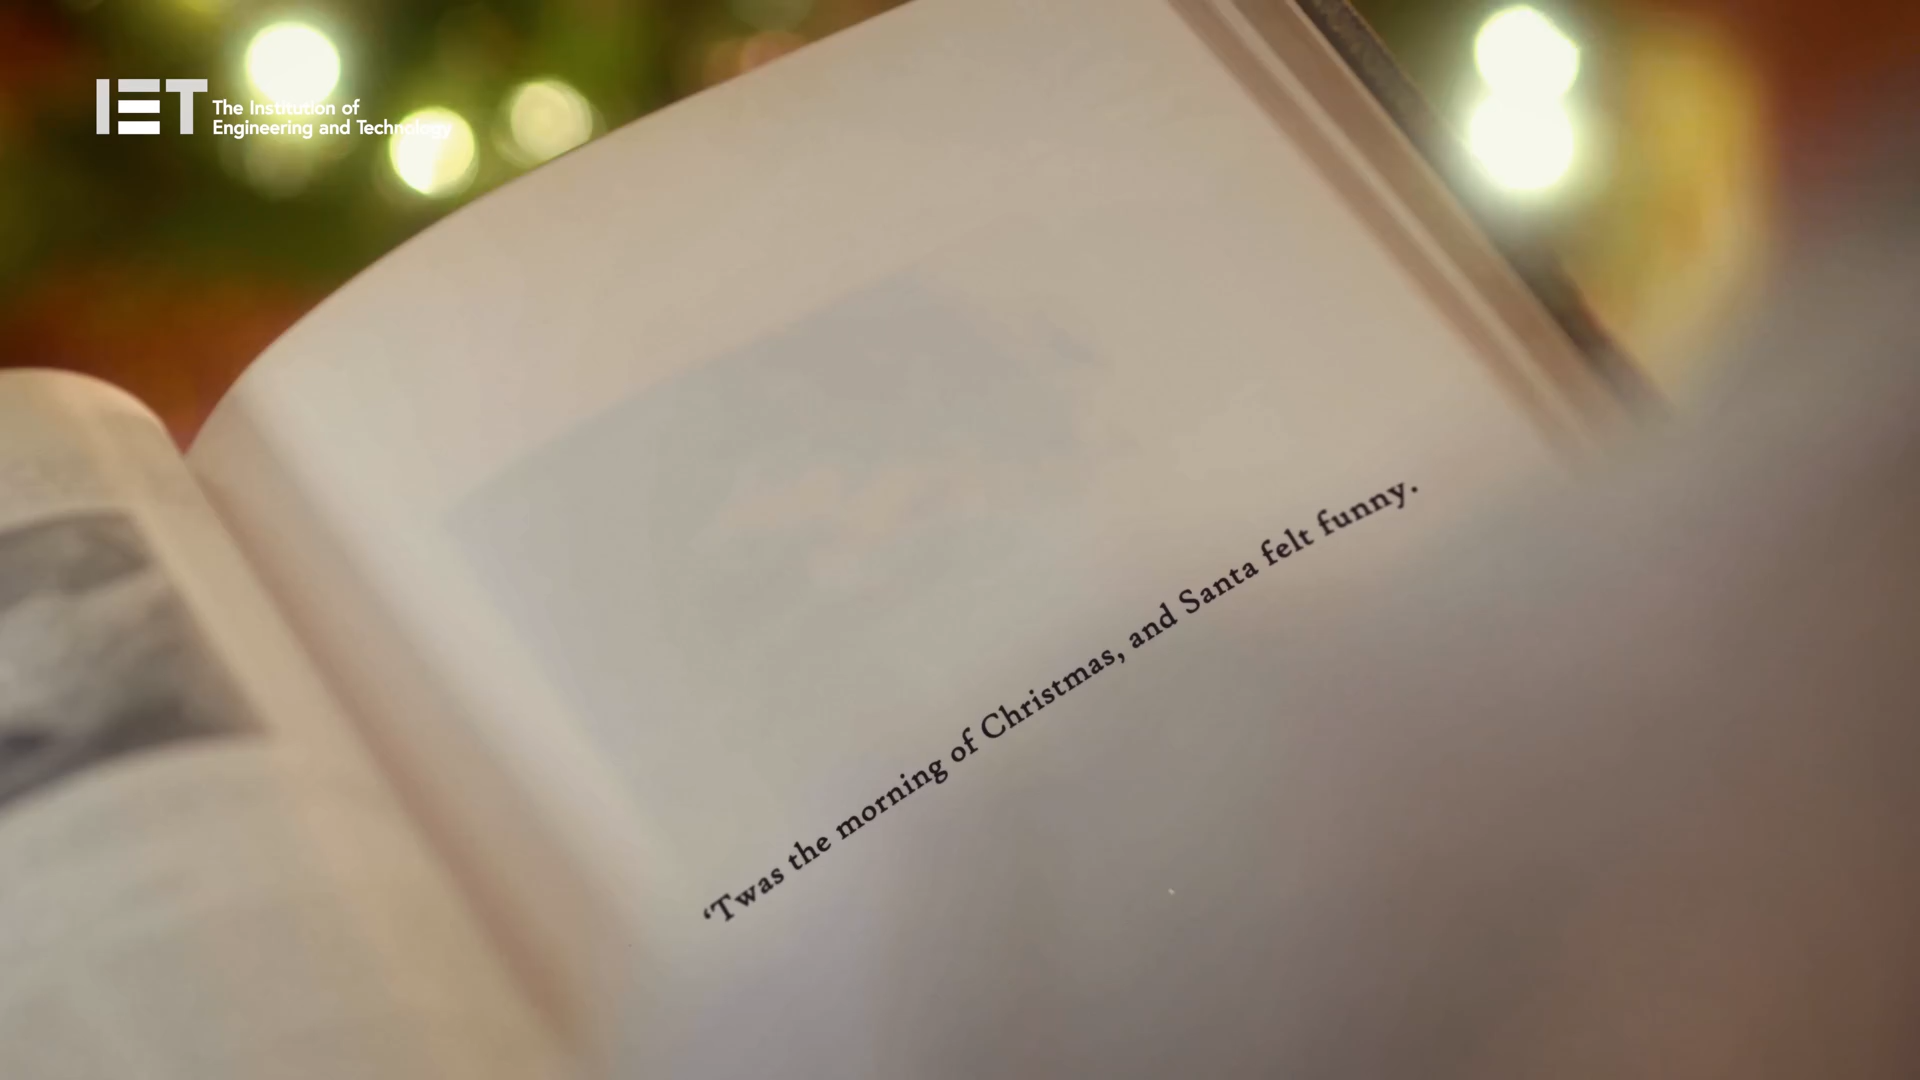 IET The Institution of
Engineering and Technology
‘Twas the morning of Christmas, and Santa felt funny.